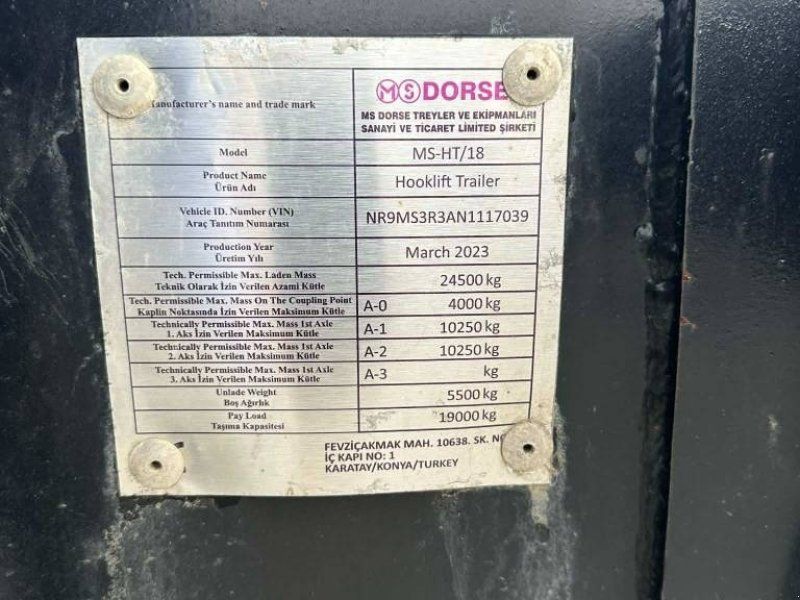 Manufacturer's name and trade mark
MS DORSE
MS DORSE TREYLER VE EKİPMANLARI
SANAYİ VE TİCARET LİMİTED ŞİRKETİ
Model
MS-HT/18
Product Name
Ürün Adı
Hooklift Trailer
Vehicle ID. Number (VIN)
Araç Tanıtım Numarası
NR9MS3R3AN1117039
Production Year
Üretim Yılı
March 2023
Tech. Permissible Max. Laden Mass
Teknik Olarak İzin Verilen Azami Kütle
24500 kg
Tech. Permissible Max. Mass On The Coupling Point
Kaplin Noktasında İzin Verilen Maksimum Kütle
A-0 4000 kg
Technically Permissible Max. Mass 1st Axle
1. Aks İzin Verilen Maksimum Kütle
A-1 10250 kg
Technically Permissible Max. Mass 1st Axle
2. Aks İzin Verilen Maksimum Kütle
A-2 10250 kg
Technically Permissible Max. Mass 1st Axle
3. Aks İzin Verilen Maksimum Kütle
A-3 kg
Unlade Weight
Boş Ağırlık
5500 kg
Pay Load
Taşıma Kapasitesi
19000 kg
FEVZİÇAKMAK MAH. 10638. SK.
İÇ KAPI NO: 1
KARATAY/KONYA/TURKEY